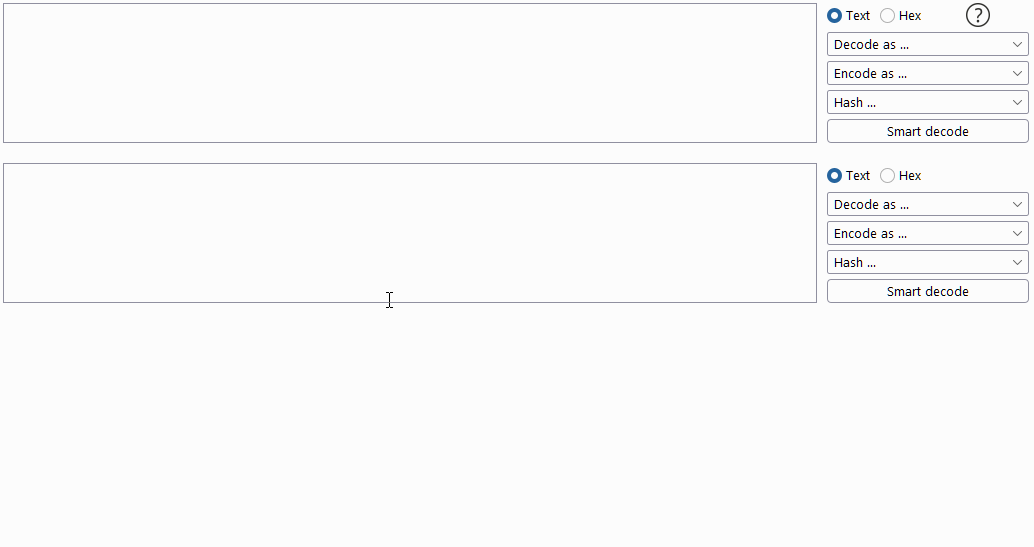 Text Hex ?
Decode as ...
Encode as ...
Hash ...
Smart decode
Text Hex
Decode as ...
Encode as ...
Hash ...
Smart decode